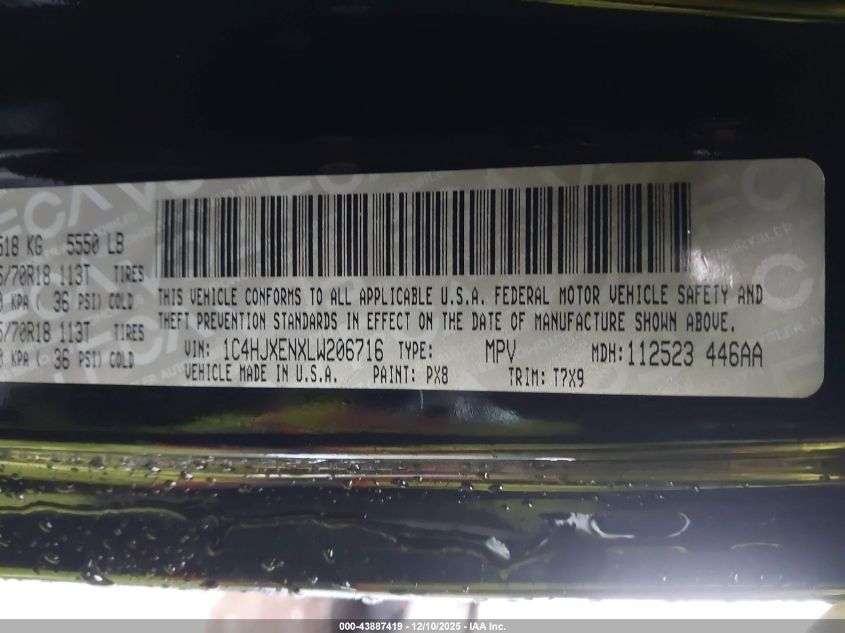 518 KG 5550 LB
/70R18 113T TIRES
KPA ( 36 PSI) COLD
/70R18 113T TIRES
KPA ( 36 PSI) COLD
THIS VEHICLE CONFORMS TO ALL APPLICABLE U.S.A. FEDERAL MOTOR VEHICLE SAFETY AND
THEFT PREVENTION STANDARDS IN EFFECT ON THE DATE OF MANUFACTURE SHOWN ABOVE.
VIN: 1C4HJXENXLW206716 TYPE: MPV MDH: 112523 446AA
VEHICLE MADE IN U.S.A. PAINT: PX8 TRIM: T7X9
000-43887419 - 12/10/2025 - IAA Inc.